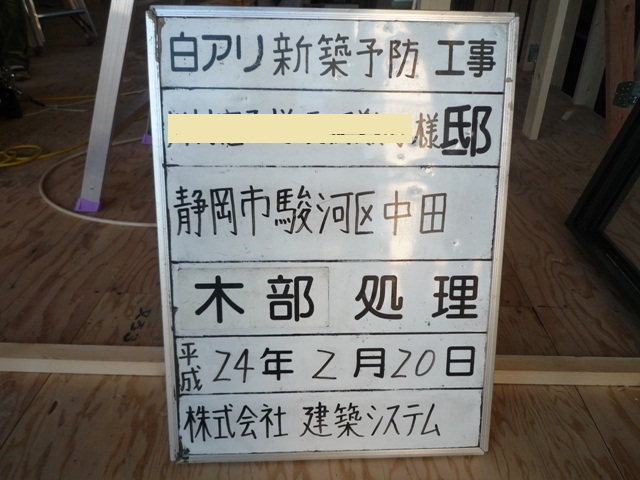 白アリ新築予防 工事
様邸
静岡市駿河区中田
木部 処理
平成24年2月20日
株式会社 建築システム